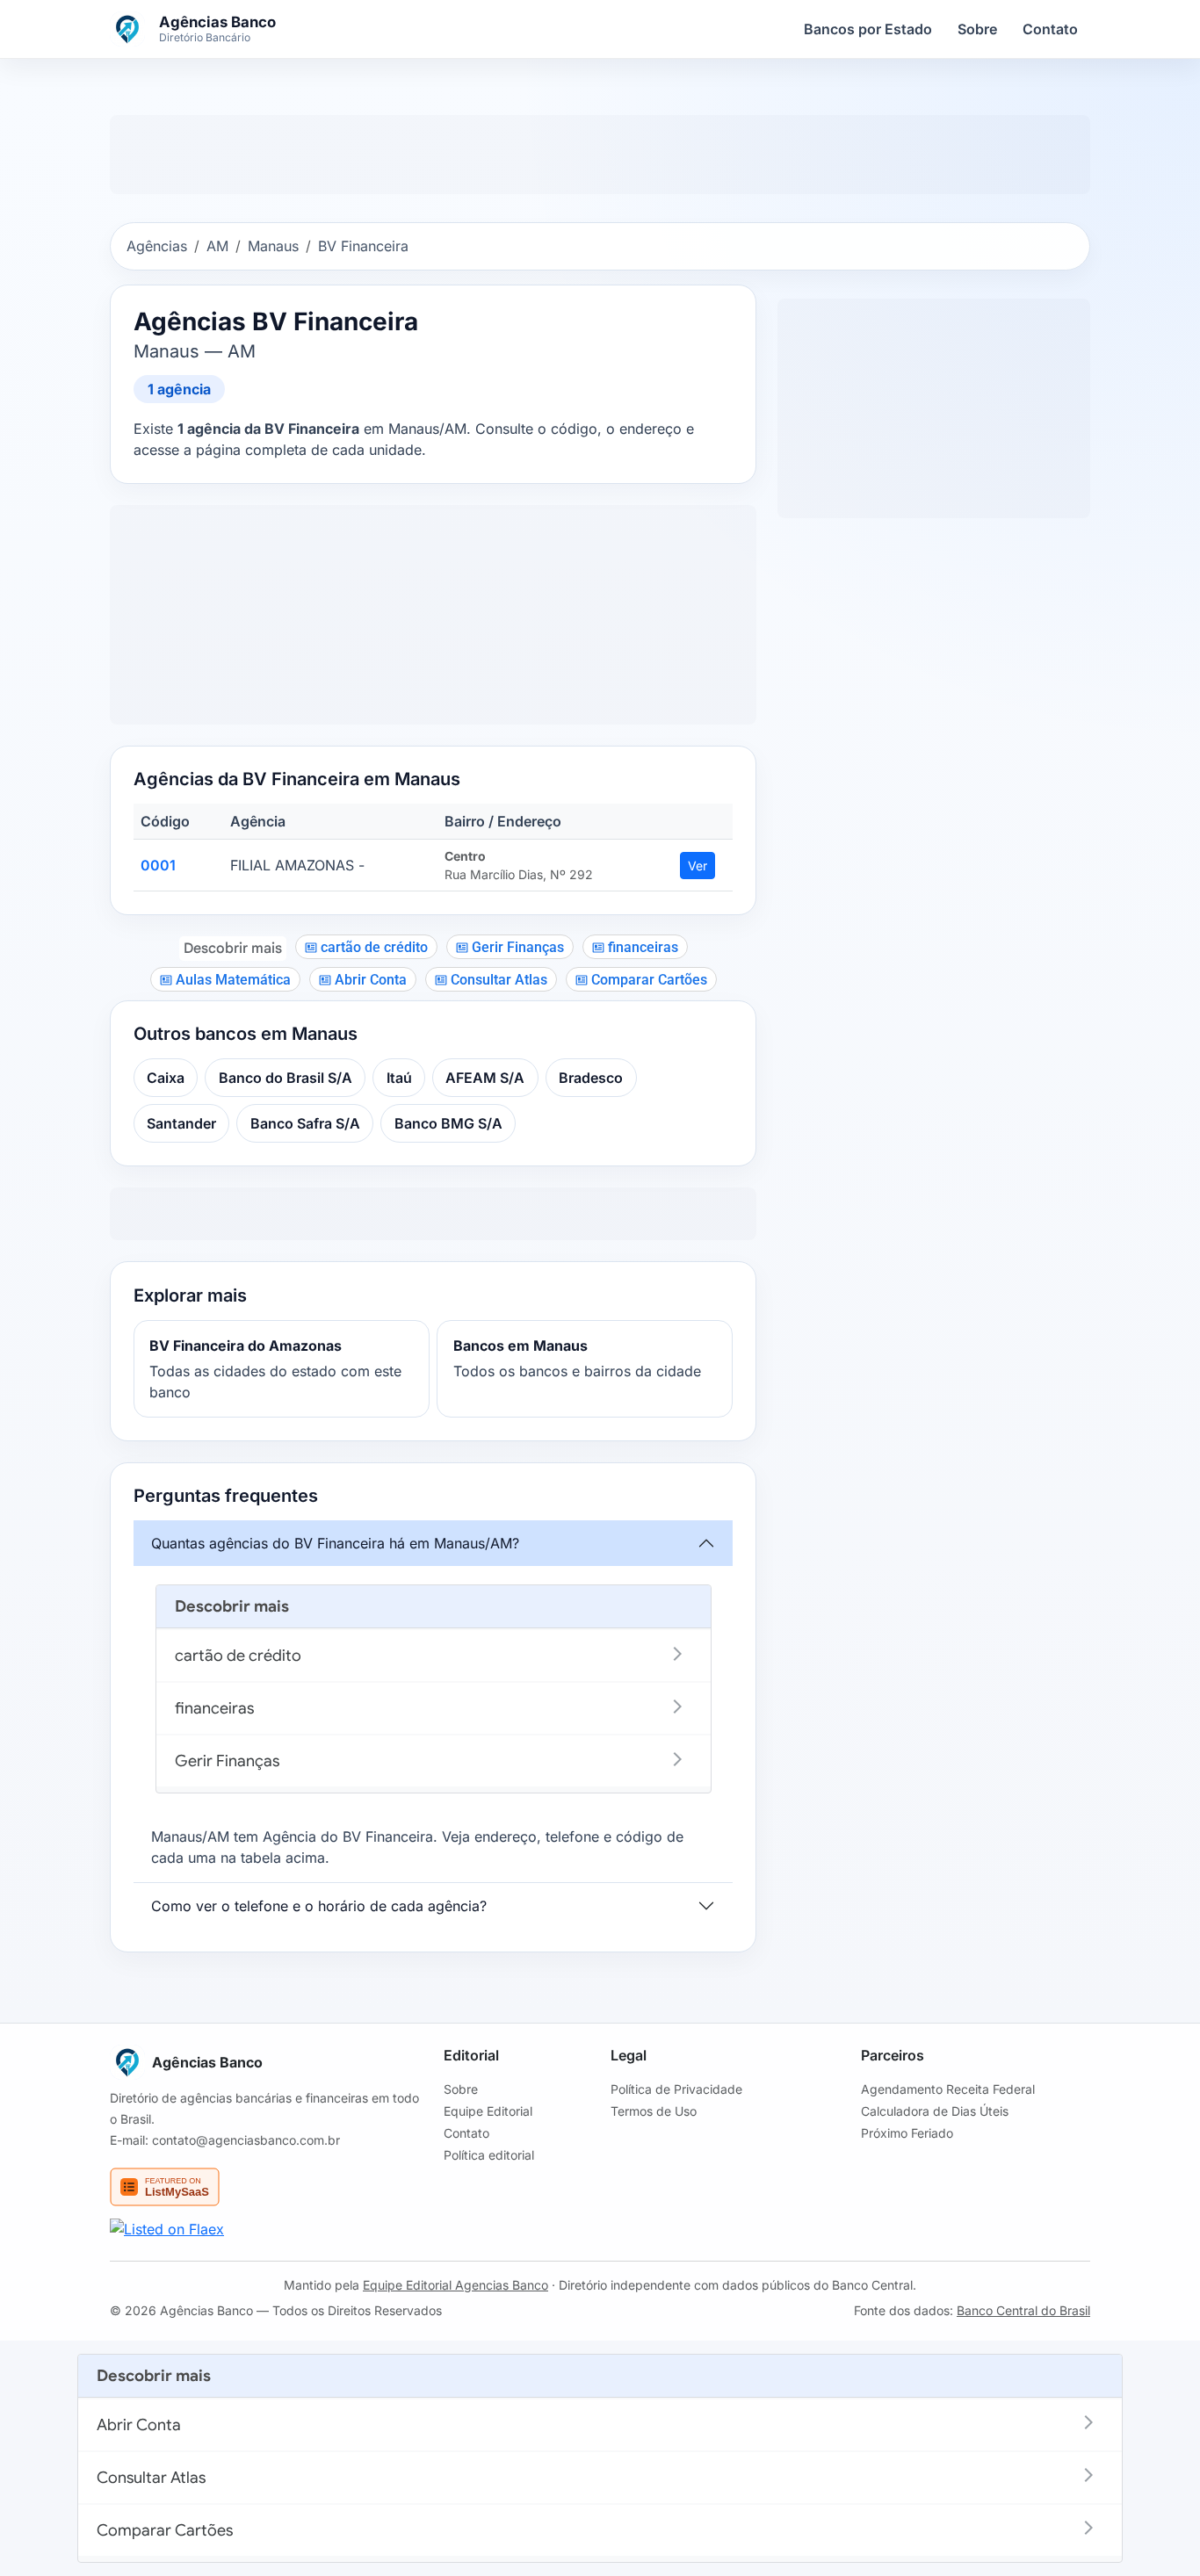 Agências Banco
Diretório Bancário
Bancos por Estado
Sobre
Contato
Agências / AM / Manaus / BV Financeira
Agências BV Financeira
Manaus — AM
1 agência
Existe 1 agência da BV Financeira em Manaus/AM. Consulte o código, o endereço e
acesse a página completa de cada unidade.
Agências da BV Financeira em Manaus
Código Agência Bairro / Endereço
0001 FILIAL AMAZONAS - Centro
Rua Marcílio Dias, Nº 292
Ver
Descobrir mais cartão de crédito Gerir Finanças financeiras
Aulas Matemática Abrir Conta Consultar Atlas Comparar Cartões
Outros bancos em Manaus
Caixa Banco do Brasil S/A Itaú AFEAM S/A Bradesco
Santander Banco Safra S/A Banco BMG S/A
Explorar mais
BV Financeira do Amazonas
Todas as cidades do estado com este
banco
Bancos em Manaus
Todos os bancos e bairros da cidade
Perguntas frequentes
Quantas agências do BV Financeira há em Manaus/AM?
Descobrir mais
cartão de crédito
financeiras
Gerir Finanças
Manaus/AM tem Agência do BV Financeira. Veja endereço, telefone e código de
cada uma na tabela acima.
Como ver o telefone e o horário de cada agência?
Agências Banco
Diretório de agências bancárias e financeiras em todo
o Brasil.
E-mail: contato@agenciasbanco.com.br
FEATURED ON
ListMySaaS
Listed on Flaex
Editorial
Sobre
Equipe Editorial
Contato
Política editorial
Legal
Política de Privacidade
Termos de Uso
Parceiros
Agendamento Receita Federal
Calculadora de Dias Úteis
Próximo Feriado
Mantido pela Equipe Editorial Agencias Banco · Diretório independente com dados públicos do Banco Central.
© 2026 Agências Banco — Todos os Direitos Reservados
Fonte dos dados: Banco Central do Brasil
Descobrir mais
Abrir Conta
Consultar Atlas
Comparar Cartões